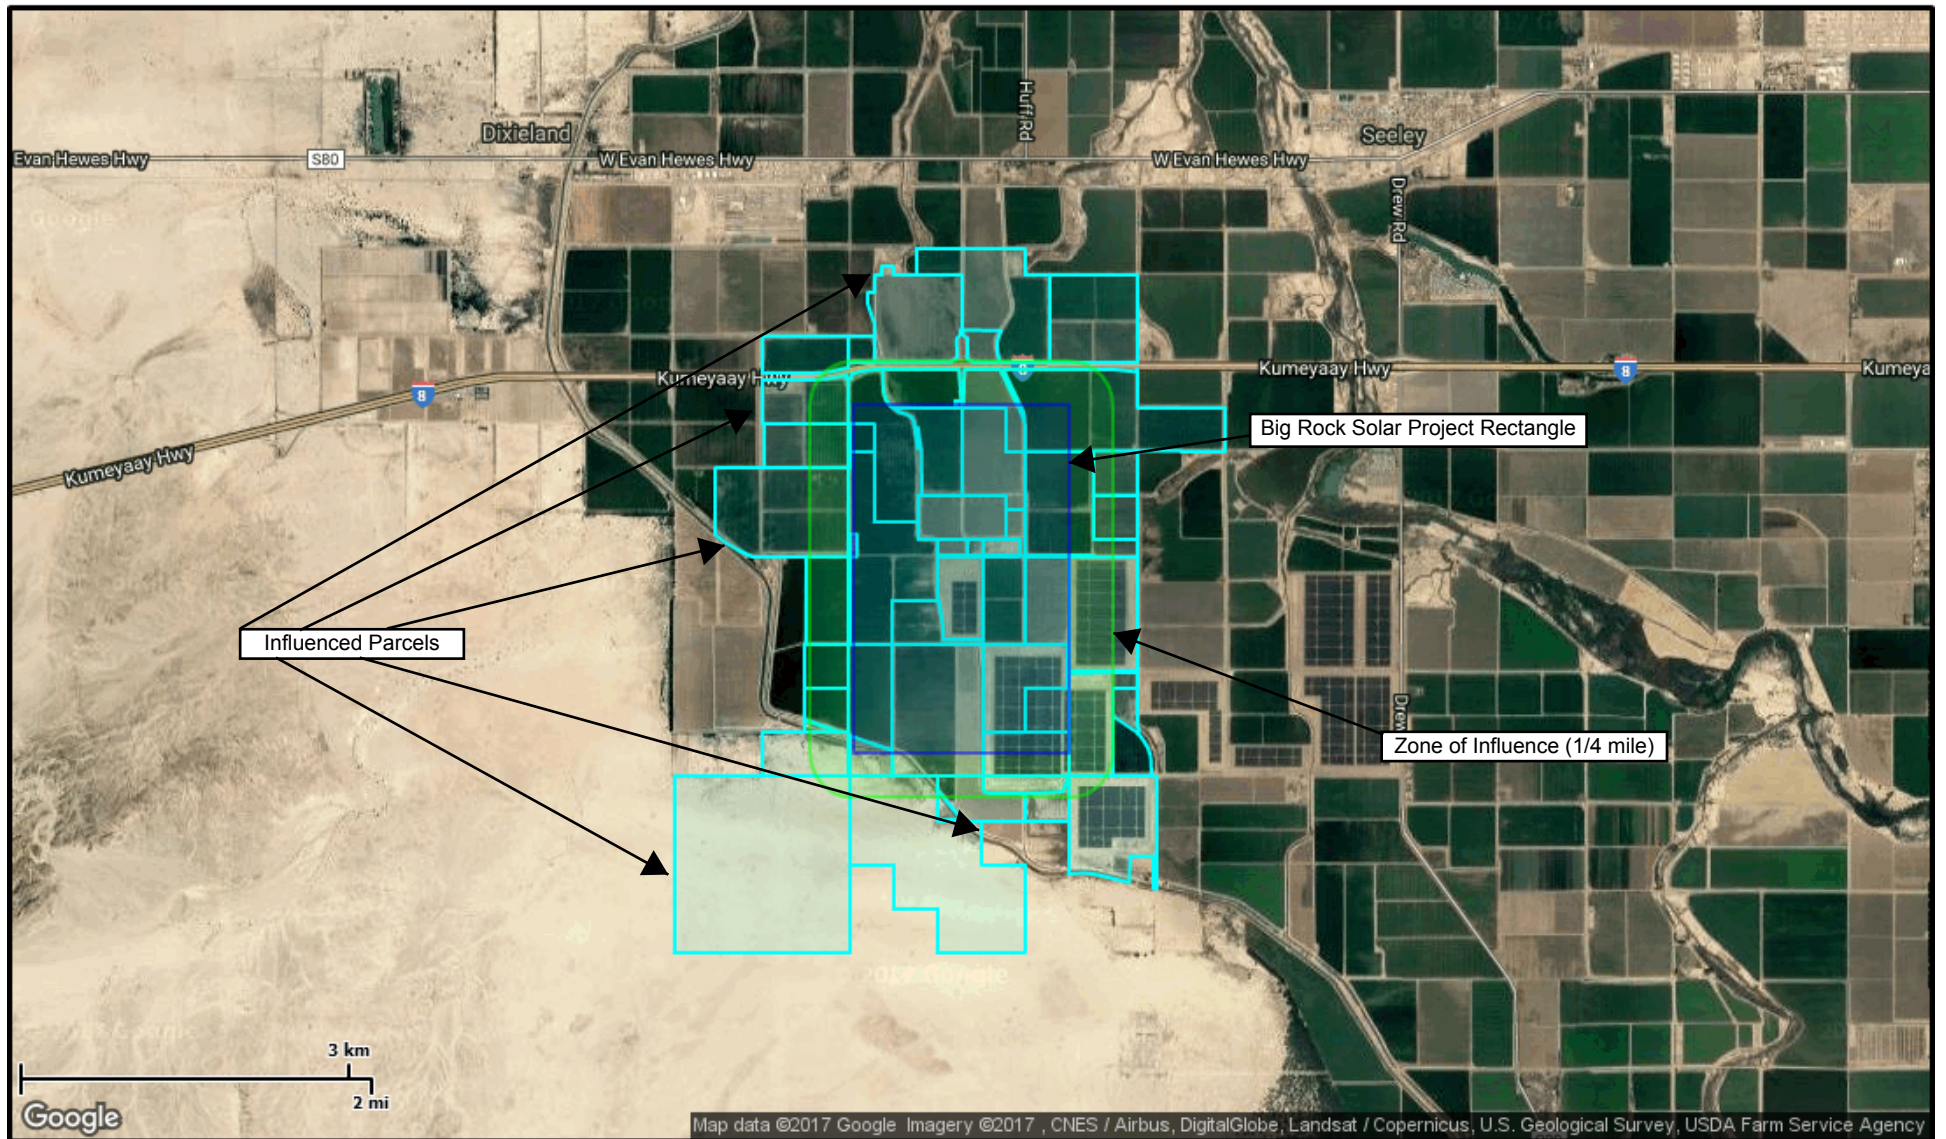 Huff Rd
Dixieland
Seeley
Evan Hewes Hwy
S80
W Evan Hewes Hwy
W Evan Hewes Hwy
Drew Rd
Google
Kumeyaay Hwy
8
Kumeyaay Hwy
8
Kumeya
8
Big Rock Solar Project Rectangle
Kumeyaay Hwy
Influenced Parcels
Drew
Zone of Influence (1/4 mile)
2017 Google
3 km
2 mi
Google
Map data ©2017 Google Imagery ©2017 , CNES / Airbus, DigitalGlobe, Landsat / Copernicus, U.S. Geological Survey, USDA Farm Service Agency